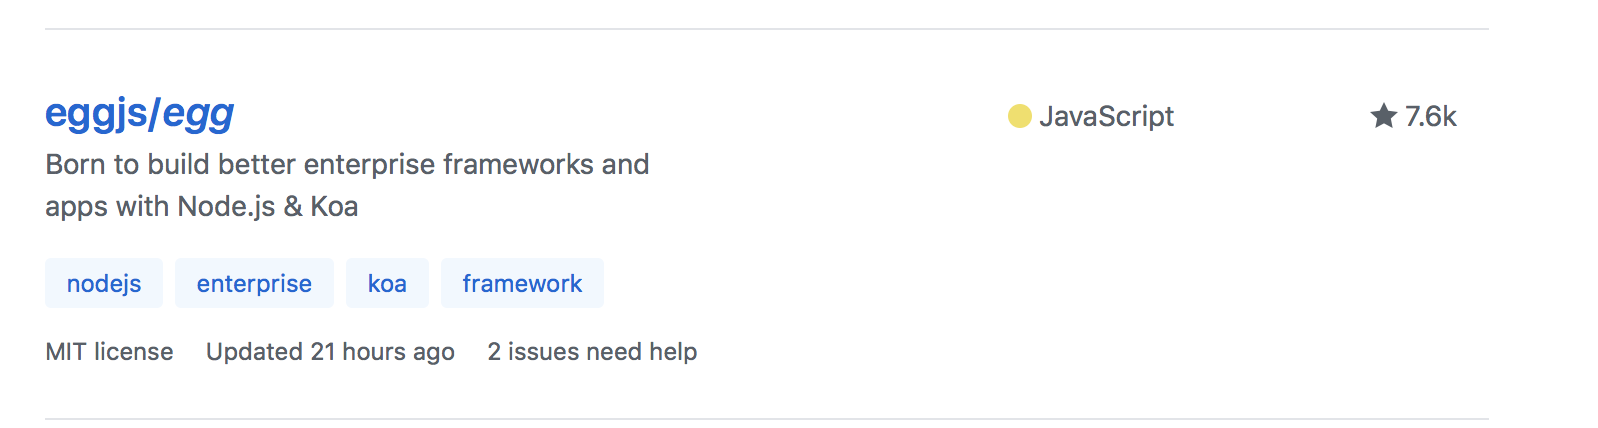 eggjs/egg
JavaScript
7.6k
Born to build better enterprise frameworks and
apps with Node.js & Koa
nodejs enterprise koa framework
MIT license Updated 21 hours ago 2 issues need help